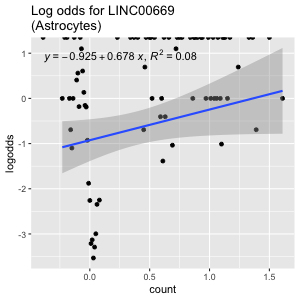 Log odds for LINC00669
(Astrocytes)
y = −0.925 + 0.678 x, R² = 0.08
logodds
1
0
-1
-2
-3
0.0 0.5 1.0 1.5
count